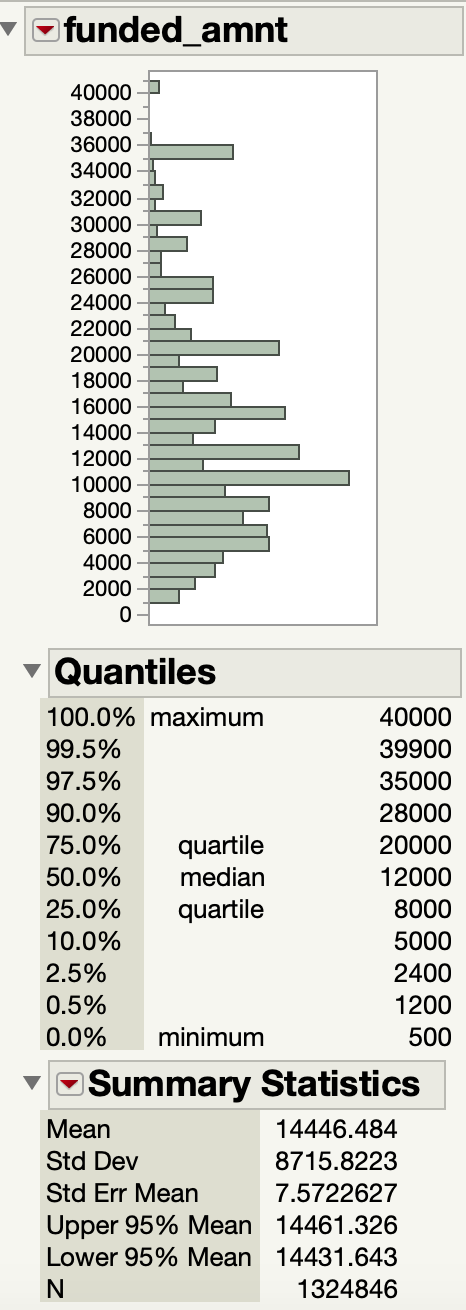 funded_amnt
40000
38000
36000
34000
32000
30000
28000
26000
24000
22000
20000
18000
16000
14000
12000
10000
8000
6000
4000
2000
0
Quantiles
100.0% maximum 40000
99.5% 39900
97.5% 35000
90.0% 28000
75.0% quartile 20000
50.0% median 12000
25.0% quartile 8000
10.0% 5000
2.5% 2400
0.5% 1200
0.0% minimum 500
Summary Statistics
Mean 14446.484
Std Dev 8715.8223
Std Err Mean 7.5722627
Upper 95% Mean 14461.326
Lower 95% Mean 14431.643
N 1324846